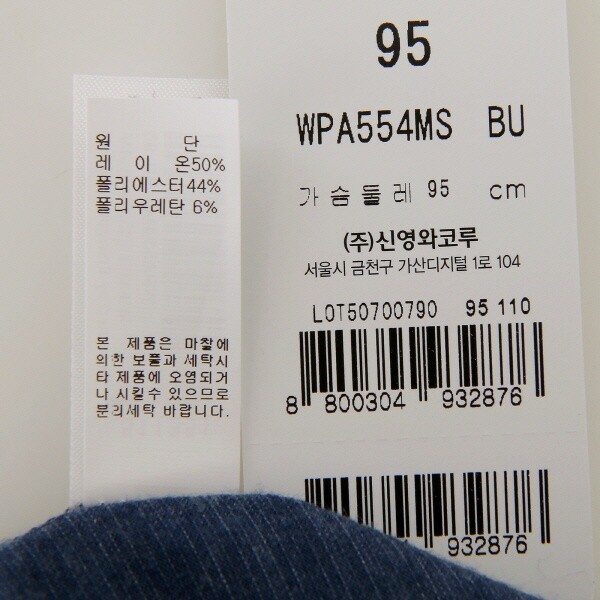 원 단
레 이 온50%
폴리에스터44%
폴리우레탄 6%
본 제품은 마찰에
의한 보풀과 세탁시
타 제품에 오염되거
나 시킬수 있으므로
분리세탁 바랍니다.
95
WPA554MS BU
가슴둘레 95 cm
(주)신영와코루
서울시 금천구 가산디지털 1로 104
LOT50700790 95 110
8 800304 932876
932876